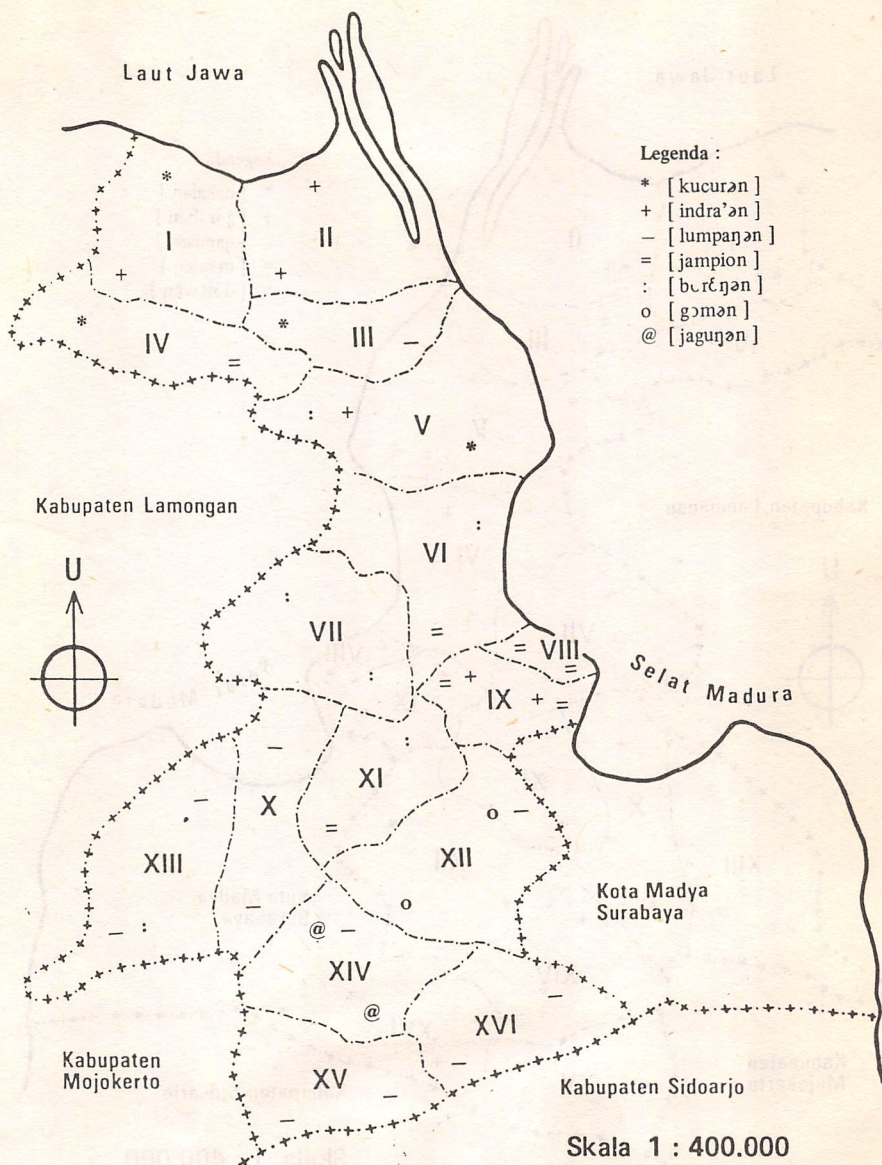 Laut Jawa
Legenda :
* [ kucurən ]
+ [ indra'ən ]
– [ lumpaŋən ]
= [ jampion ]
: [ bɩrɛŋən ]
o [ gɔmən ]
@ [ jaguŋən ]
I
II
III
IV
V
Kabupaten Lamongan
VI
U
VII
VIII
Selat Madura
IX
X
XI
XII
XIII
Kota Madya
Surabaya
XIV
XVI
Kabupaten
Mojokerto
XV
Kabupaten Sidoarjo
Skala 1 : 400.000